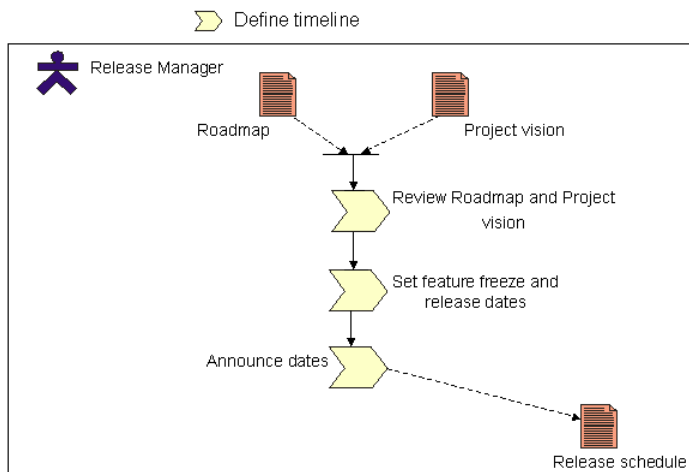 Define timeline
Release Manager
Roadmap
Project vision
Review Roadmap and Project
vision
Set feature freeze and
release dates
Announce dates
Release schedule